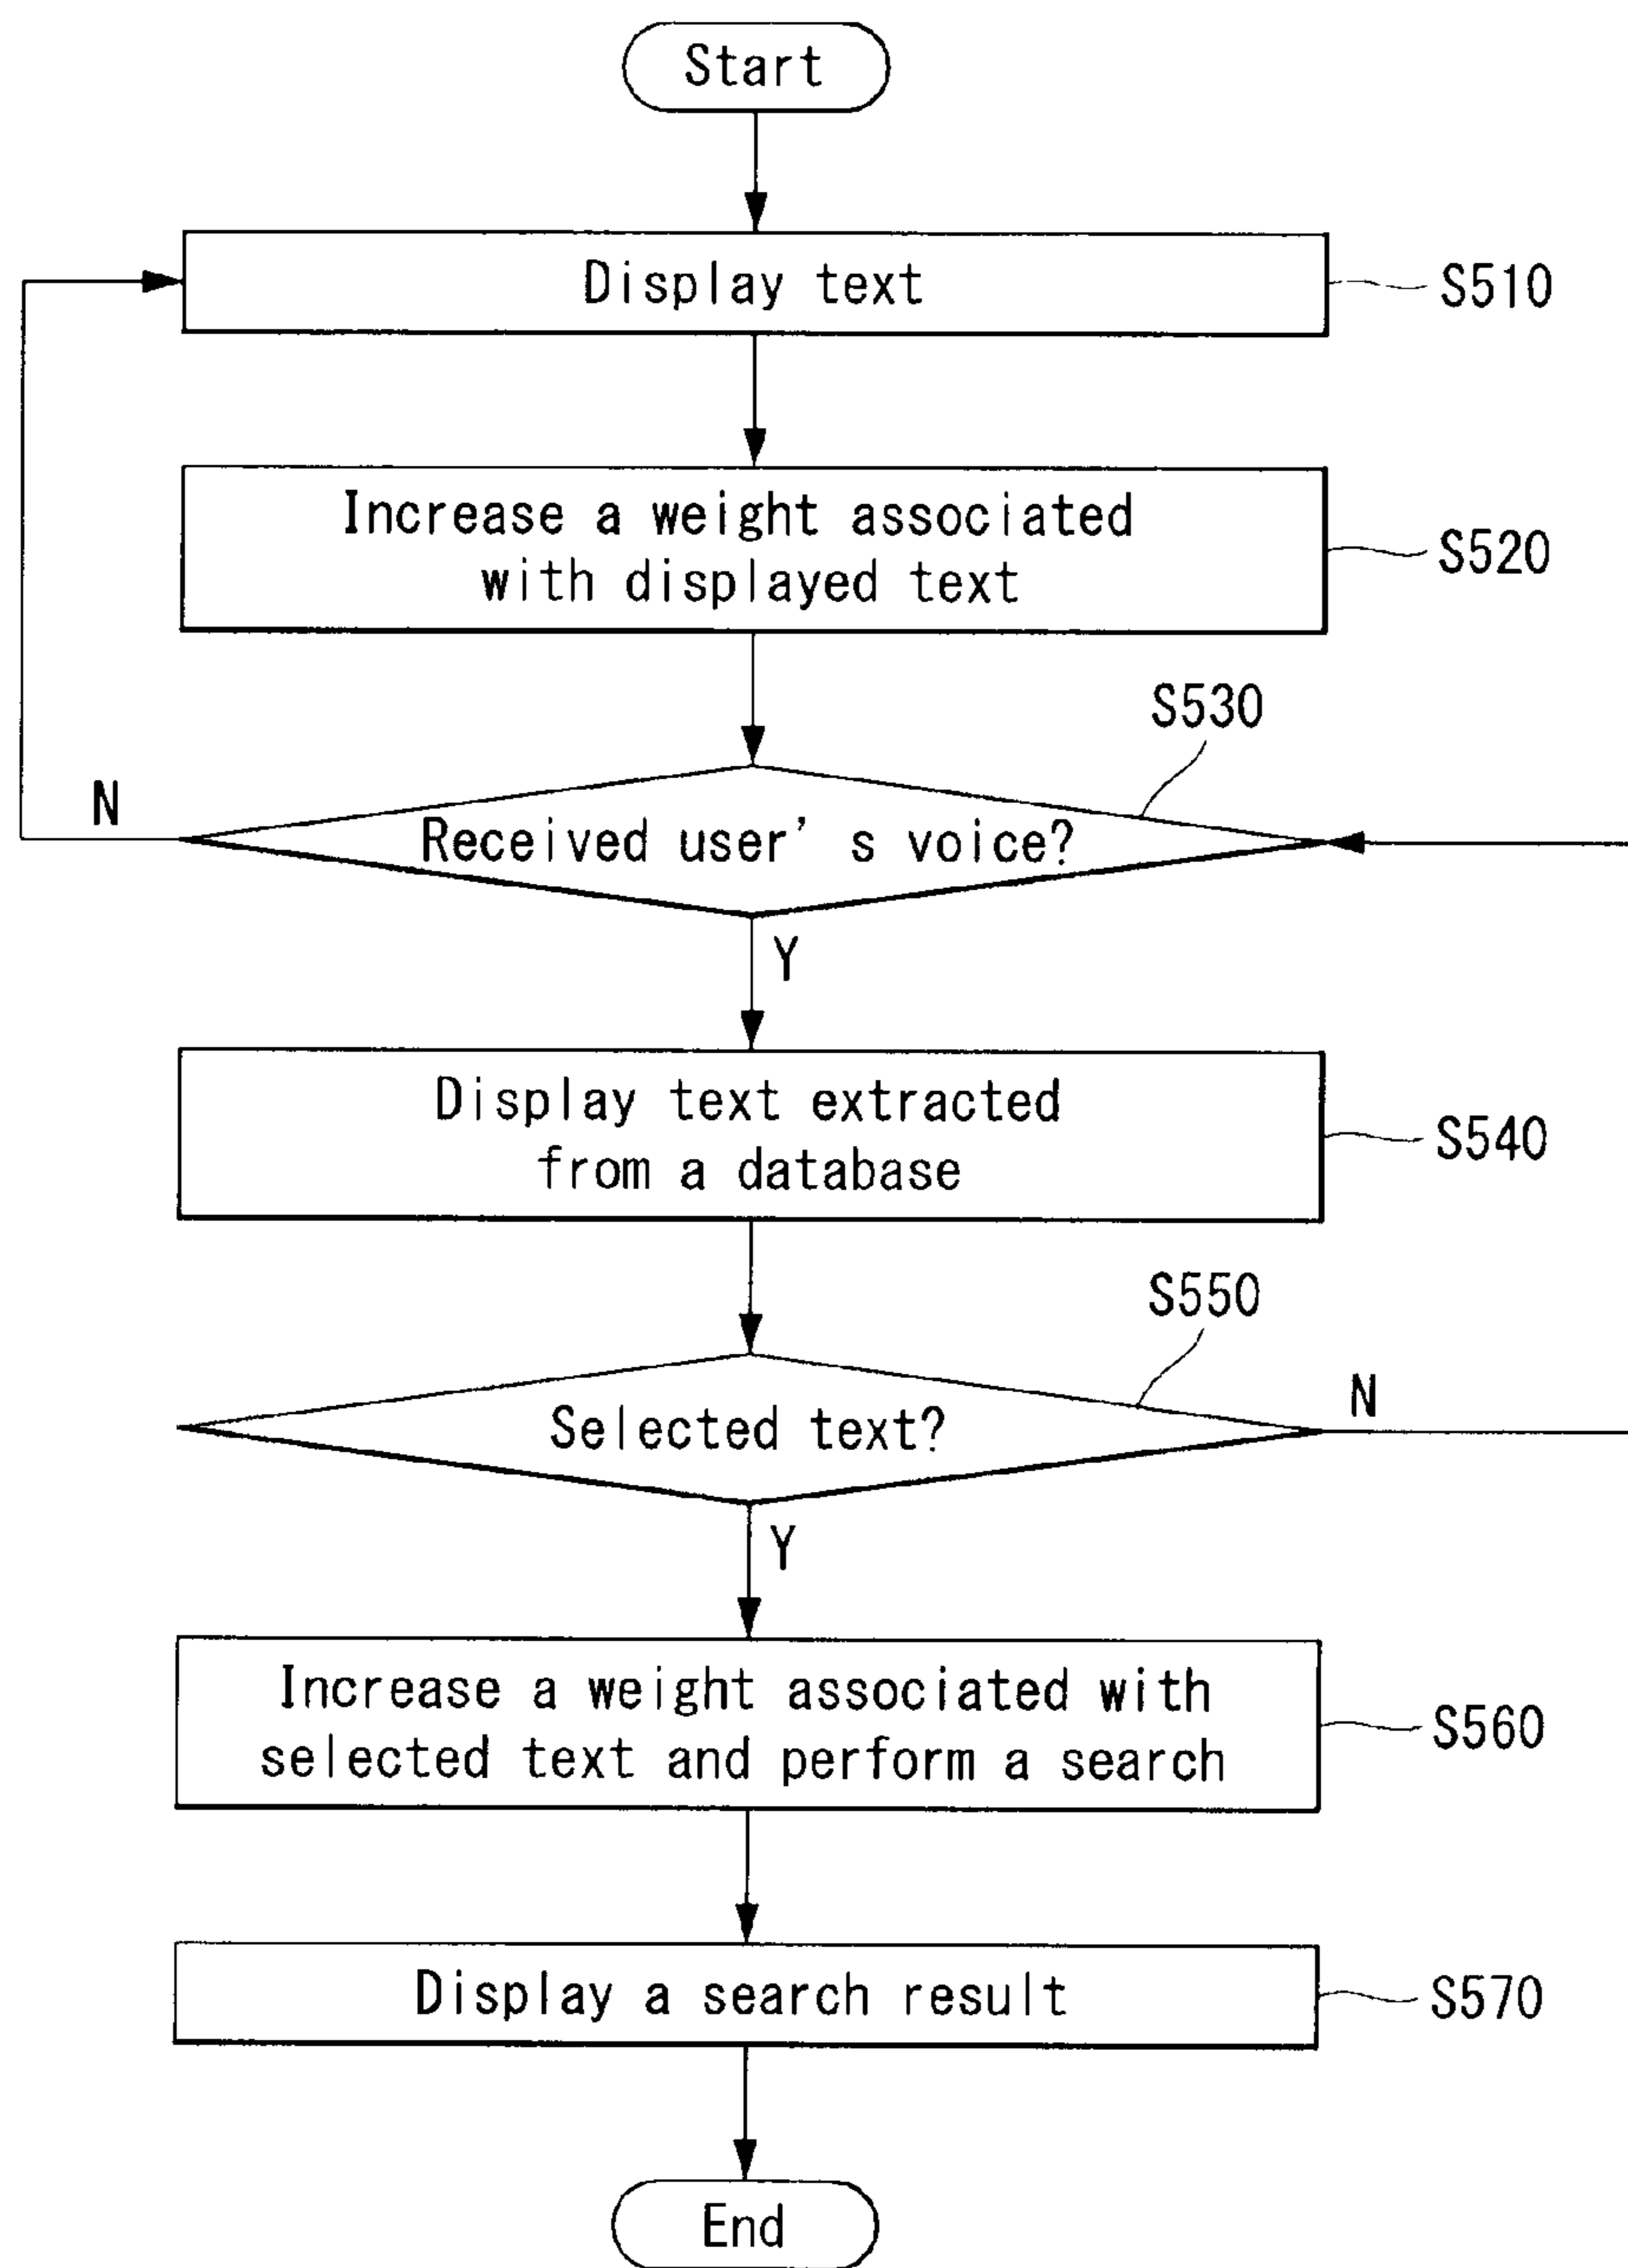 Start
Display text
S510
Increase a weight associated
with displayed text
S520
S530
N
Received user' s voice?
Y
Display text extracted
from a database
S540
S550
N
Selected text?
Y
Increase a weight associated with
selected text and perform a search
S560
Display a search result
S570
End